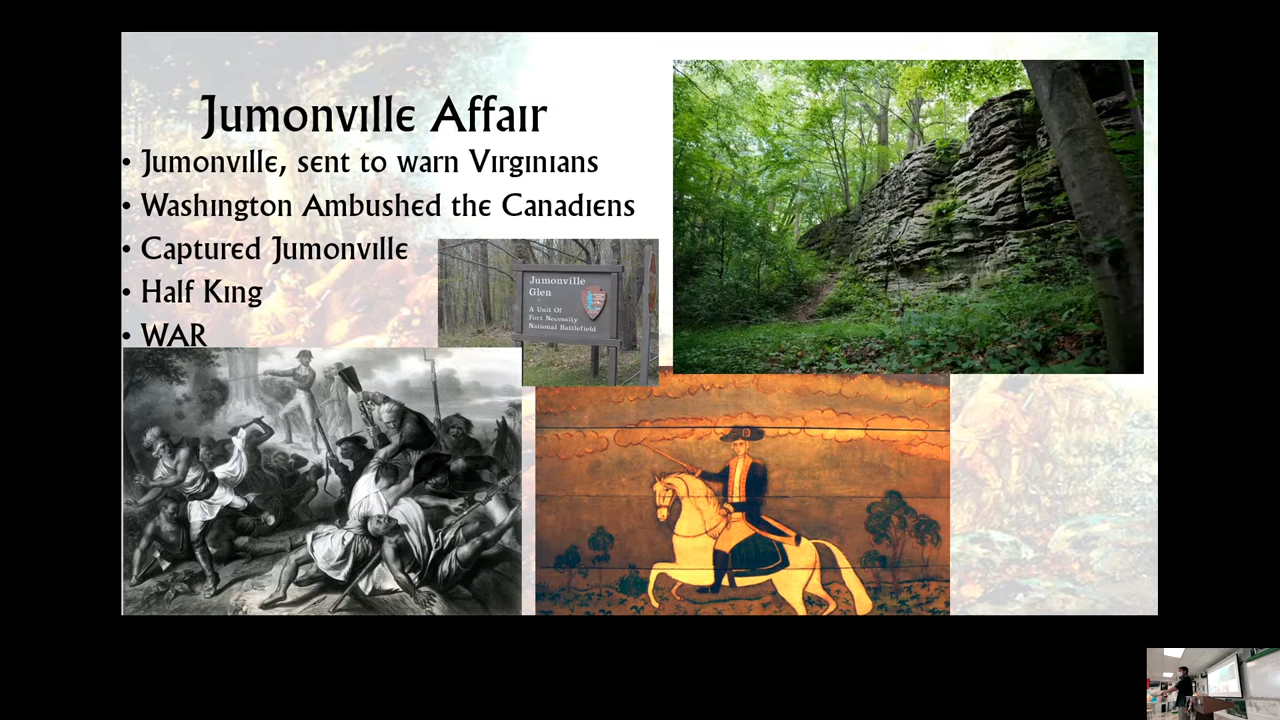 Jumonville Affair
• Jumonville, sent to warn Virginians
• Washington Ambushed the Canadiens
• Captured Jumonville
• Half King
• WAR
Jumonville
Glen
A Unit Of
Fort Necessity
National Battlefield